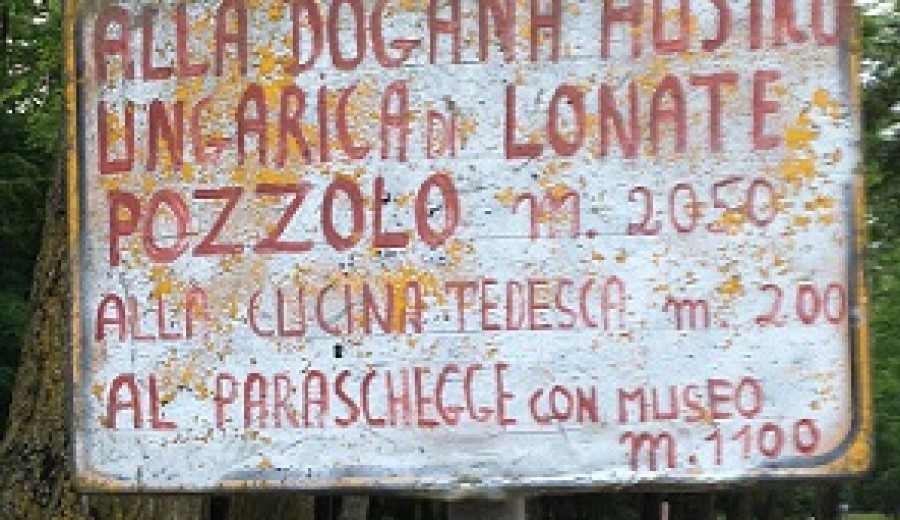 ALLA DOGANA AUSTRO
UNGARICA DI LONATE
POZZOLO m. 2050
ALLA CUCINA TEDESCA m. 200
AL PARASCHEGGE CON MUSEO
m. 1100